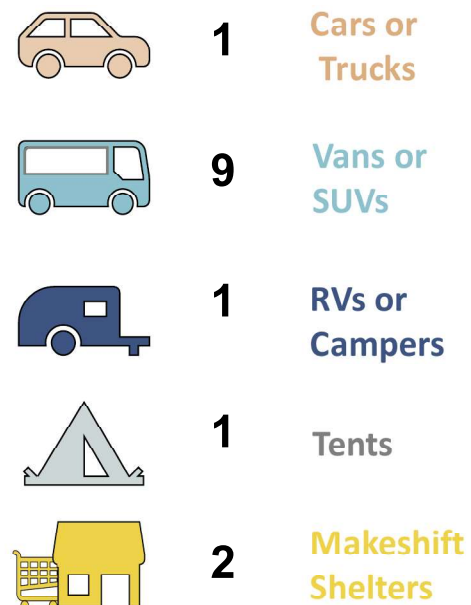 1 Cars or
Trucks
9 Vans or
SUVs
1 RVs or
Campers
1 Tents
2 Makeshift
Shelters